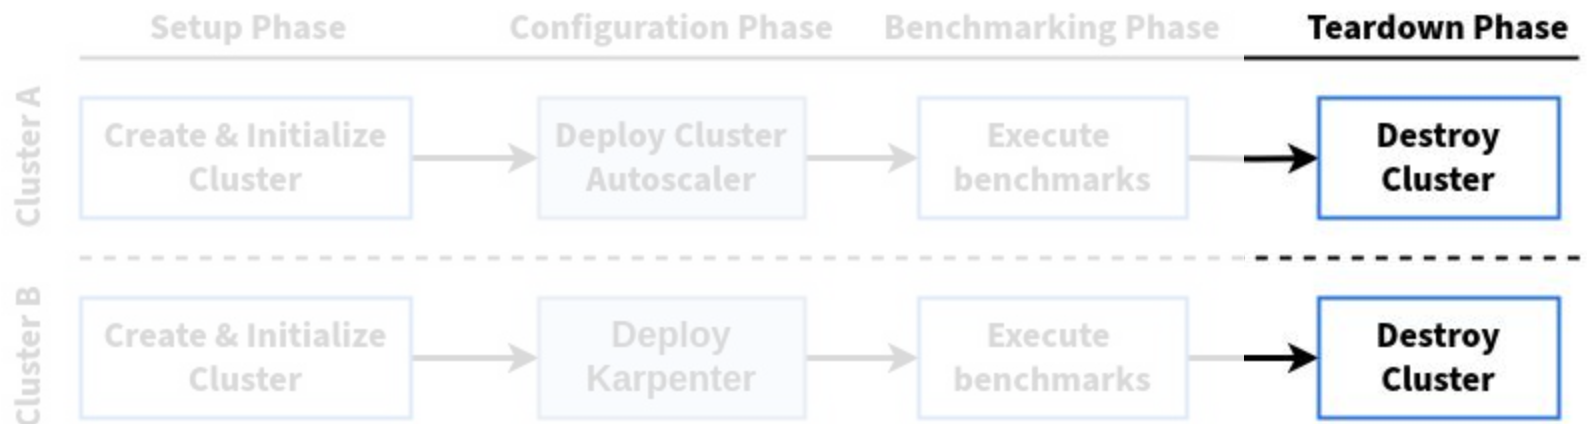 Setup Phase Configuration Phase Benchmarking Phase Teardown Phase
Cluster A
Create & Initialize
Cluster
Deploy Cluster
Autoscaler
Execute
benchmarks
Destroy
Cluster
Cluster B
Create & Initialize
Cluster
Deploy
Karpenter
Execute
benchmarks
Destroy
Cluster